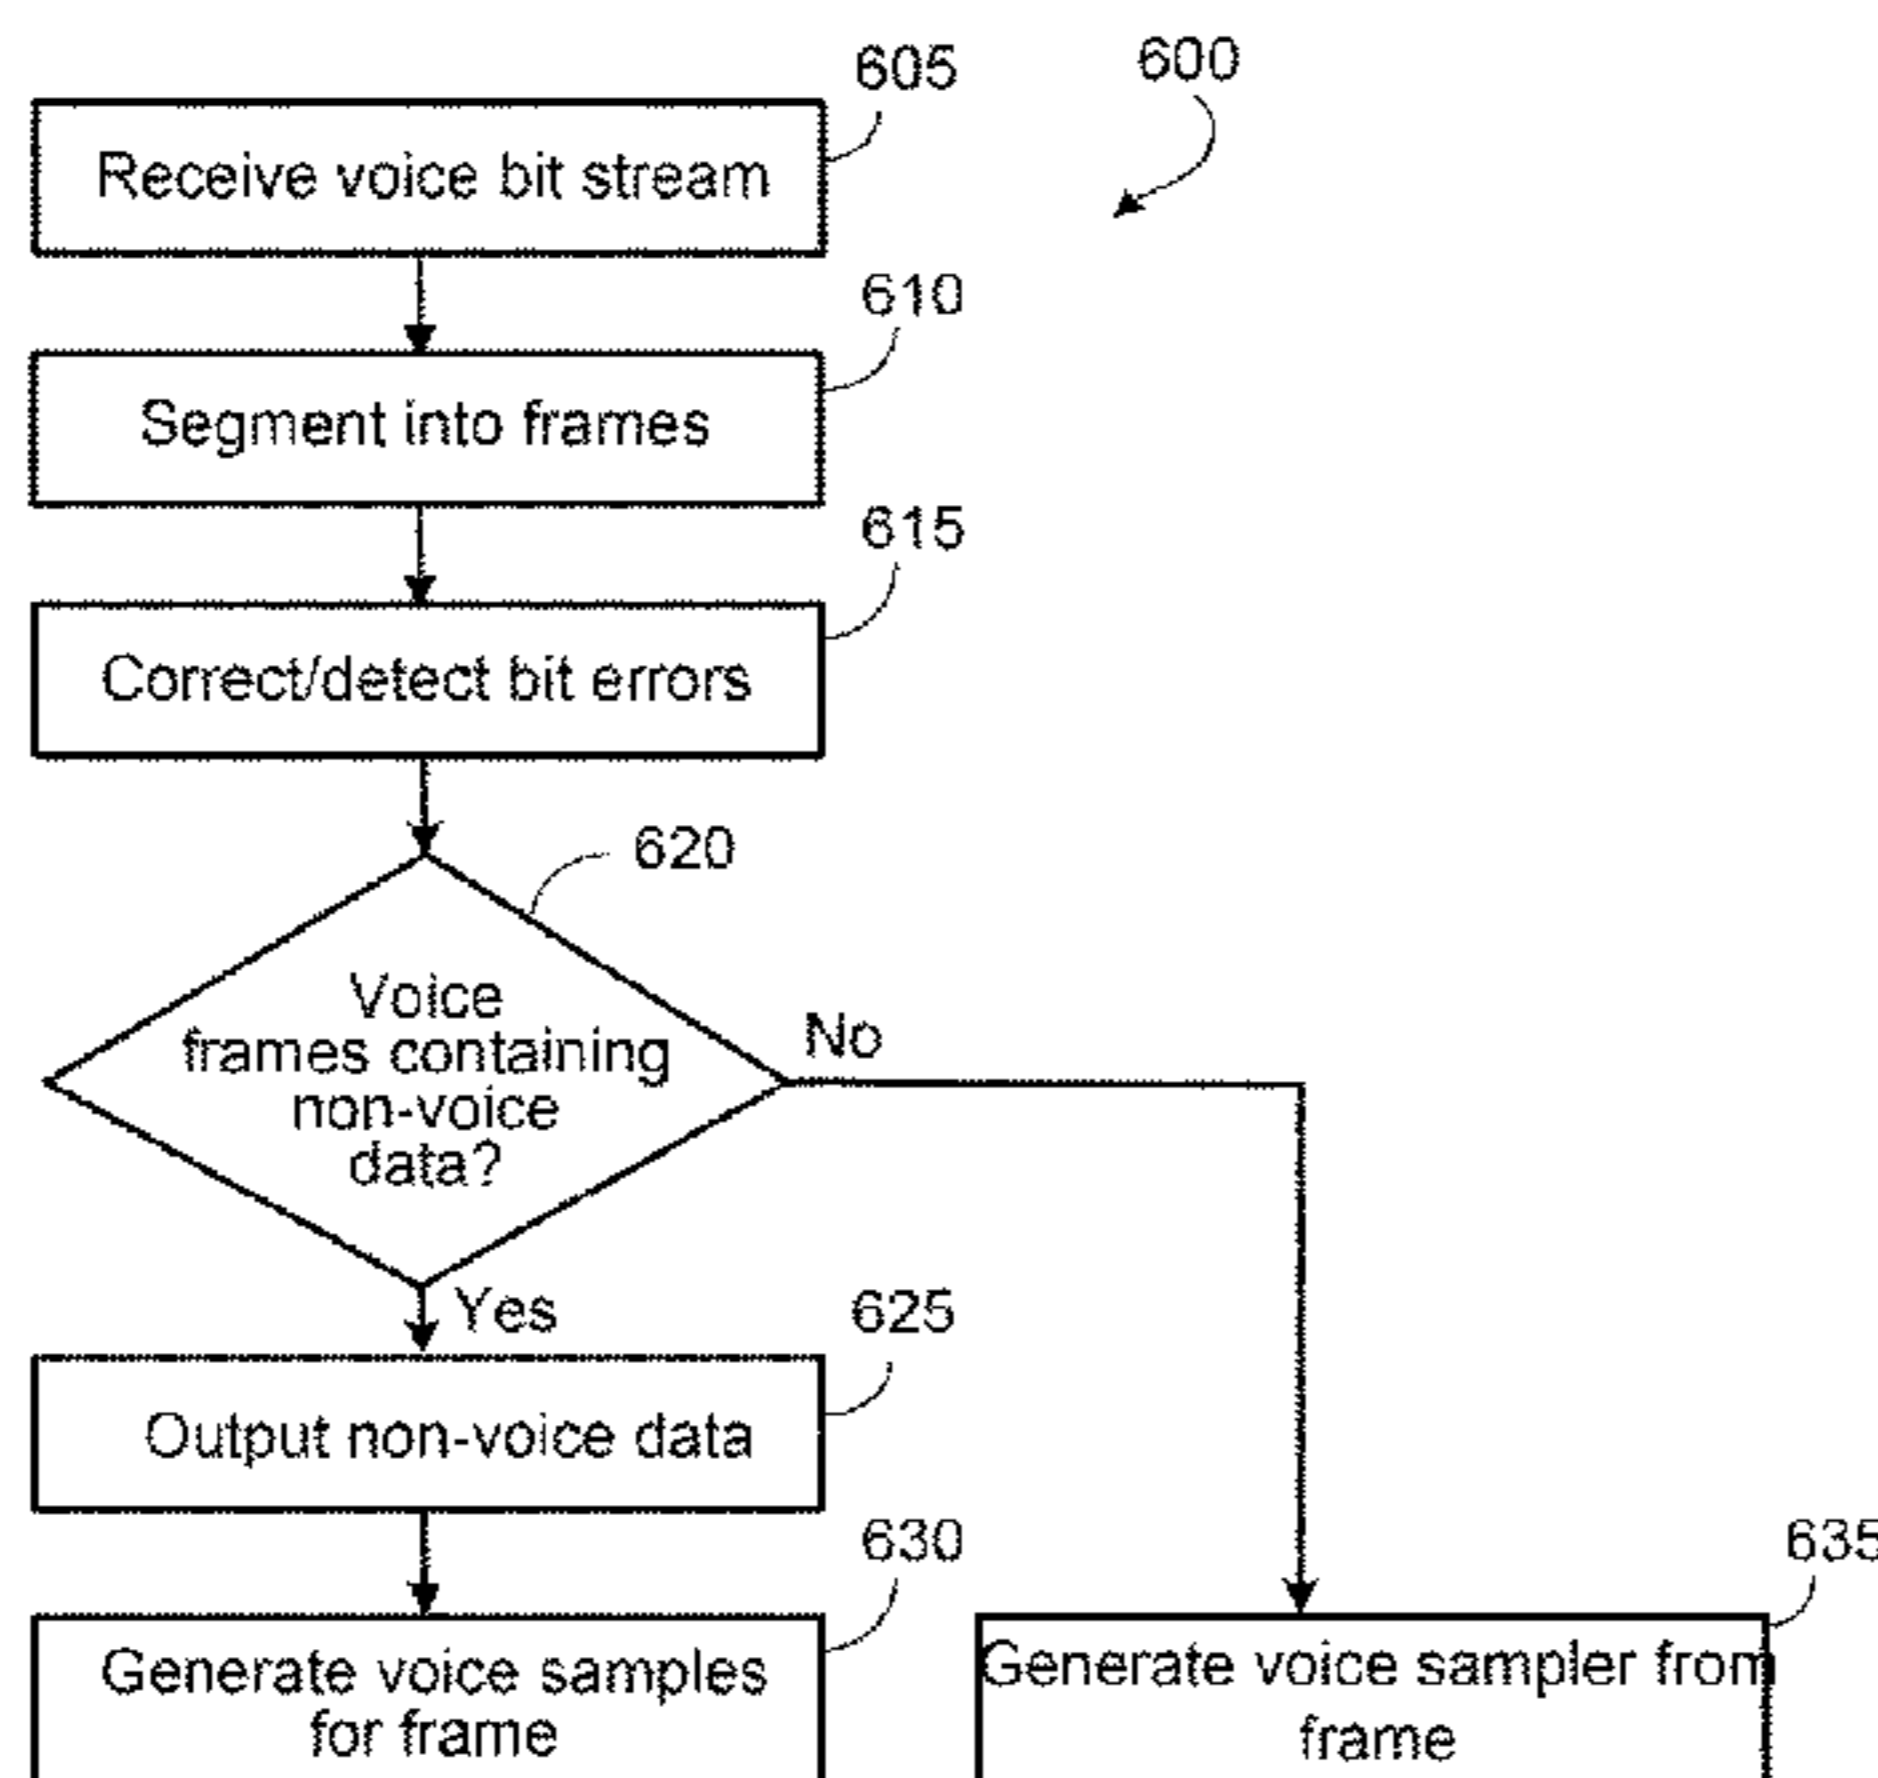 605
600
Receive voice bit stream
610
Segment into frames
615
Correct/detect bit errors
620
Voice
frames containing
non-voice
data?
No
Yes
625
Output non-voice data
630
635
Generate voice samples
for frame
Generate voice sampler from
frame